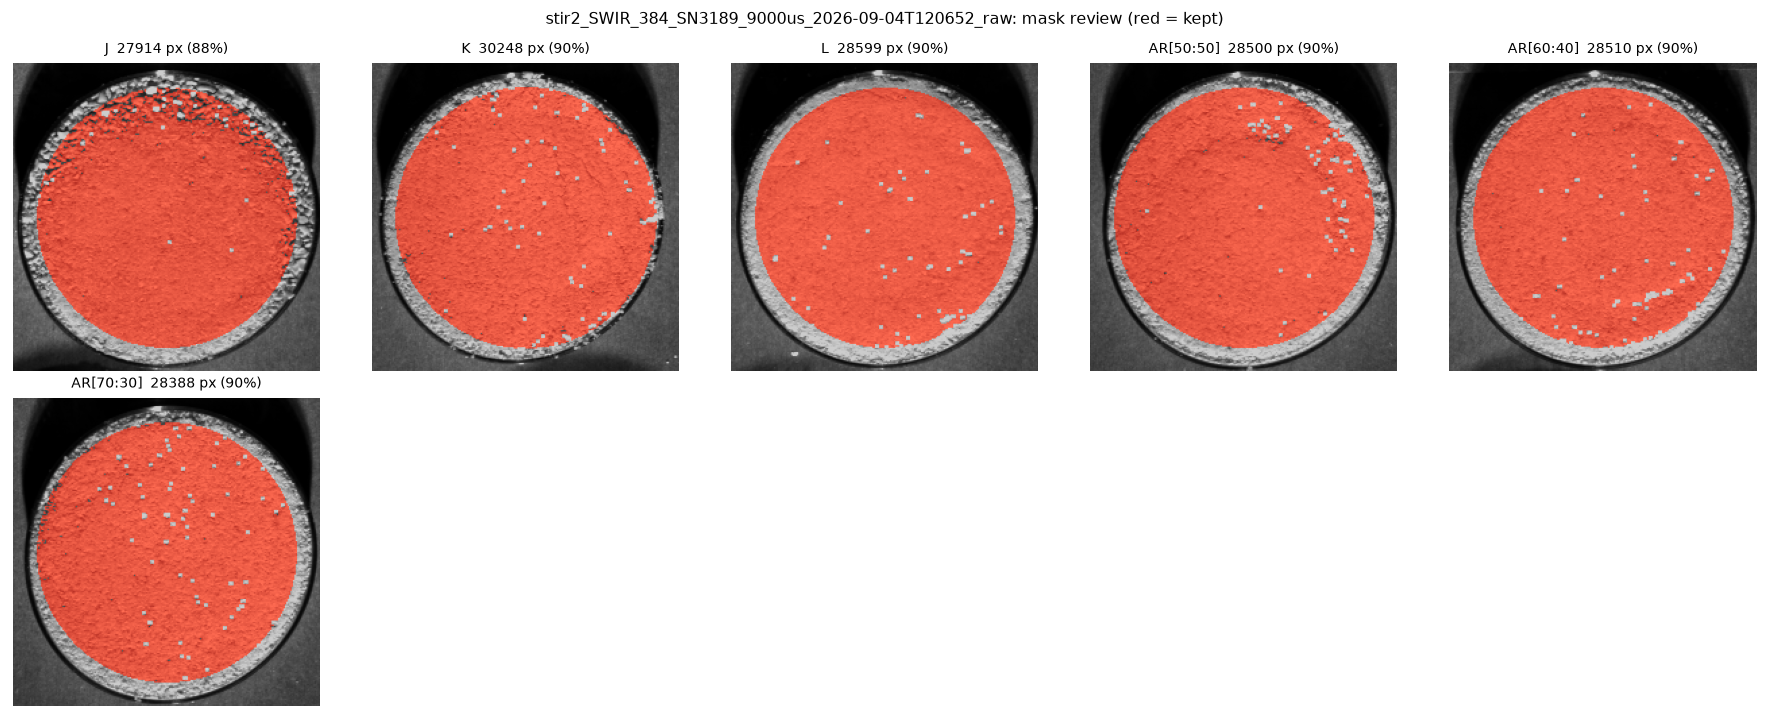 stir2_SWIR_384_SN3189_9000us_2026-09-04T120652_raw: mask review (red = kept)
J  27914 px (88%)
K  30248 px (90%)
L  28599 px (90%)
AR[50:50]  28500 px (90%)
AR[60:40]  28510 px (90%)
AR[70:30]  28388 px (90%)